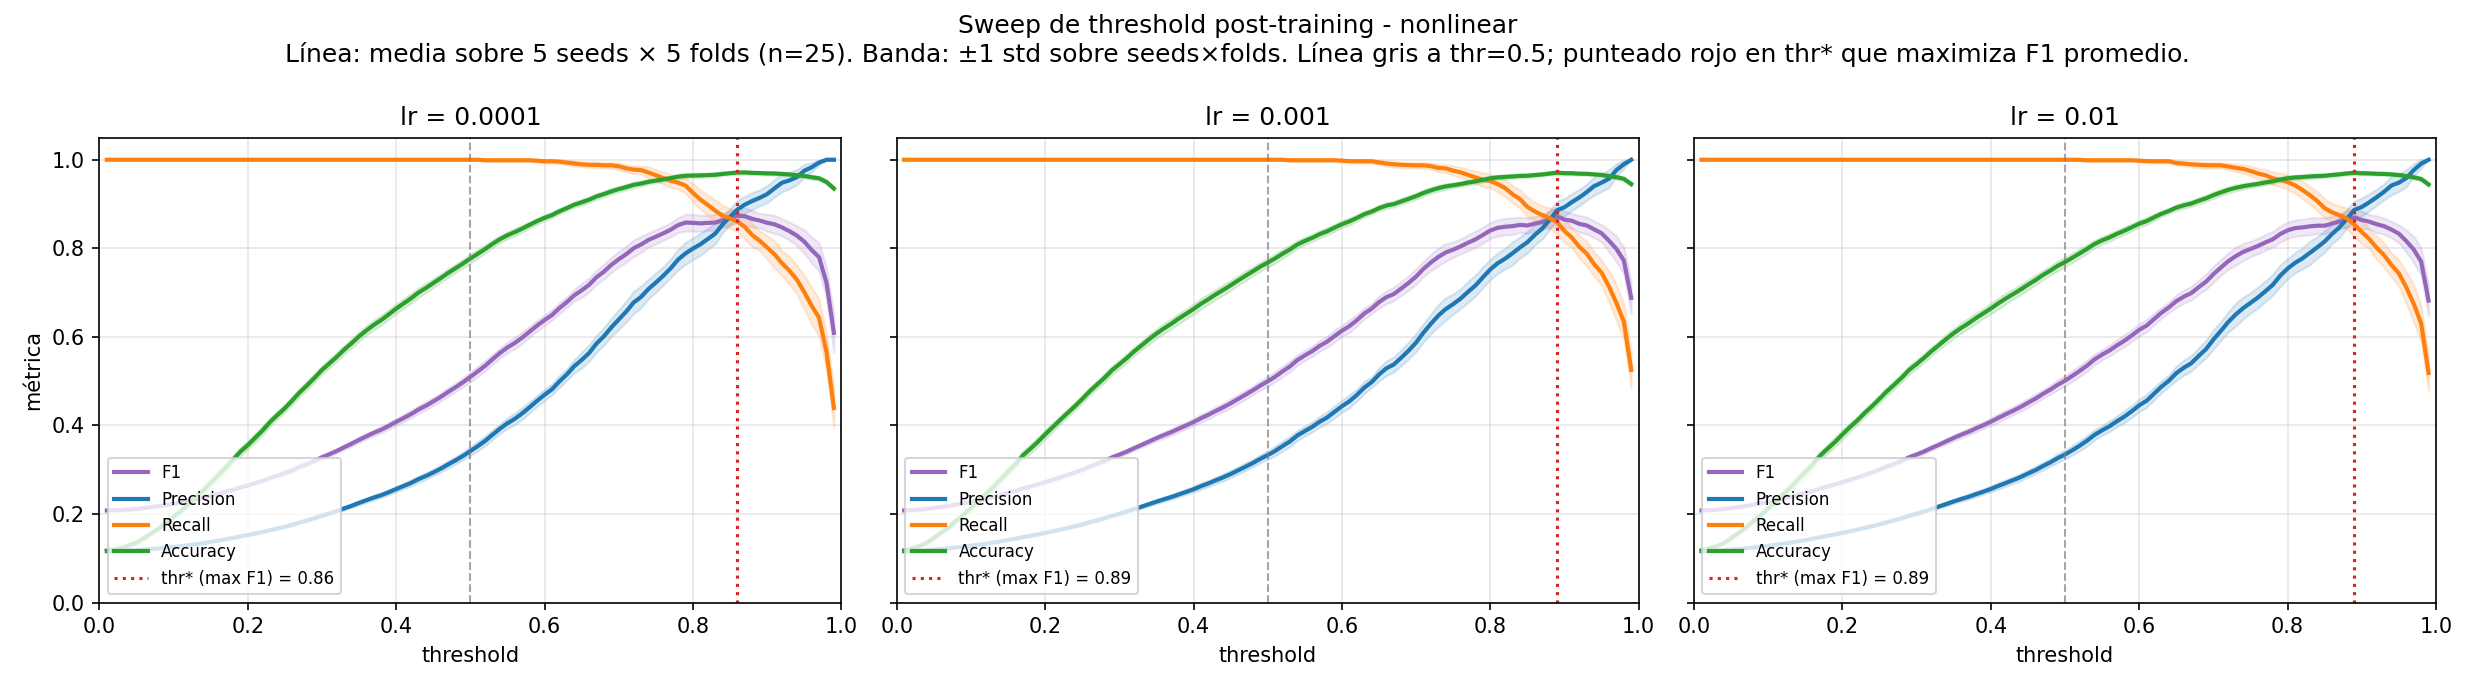 Sweep de threshold post-training - nonlinear
Línea: media sobre 5 seeds × 5 folds (n=25). Banda: ±1 std sobre seeds×folds. Línea gris a thr=0.5; punteado rojo en thr* que maximiza F1 promedio.
lr = 0.0001
métrica
1.0
0.8
0.6
0.4
0.2
0.0
F1
Precision
Recall
Accuracy
thr* (max F1) = 0.86
0.0 0.2 0.4 0.6 0.8 1.0
threshold
lr = 0.001
F1
Precision
Recall
Accuracy
thr* (max F1) = 0.89
0.0 0.2 0.4 0.6 0.8 1.0
threshold
lr = 0.01
F1
Precision
Recall
Accuracy
thr* (max F1) = 0.89
0.0 0.2 0.4 0.6 0.8 1.0
threshold